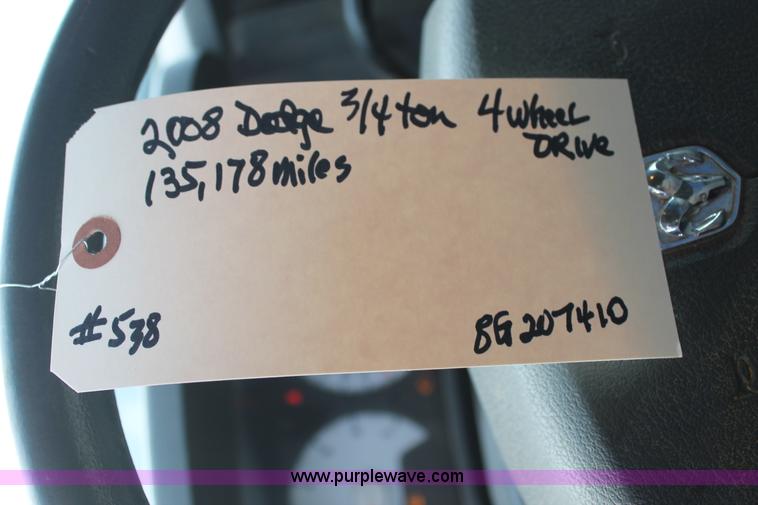 2008 Dodge 3/4 ton 4 wheel DRive
135,178 miles
#538 8G207410
www.purplewave.com